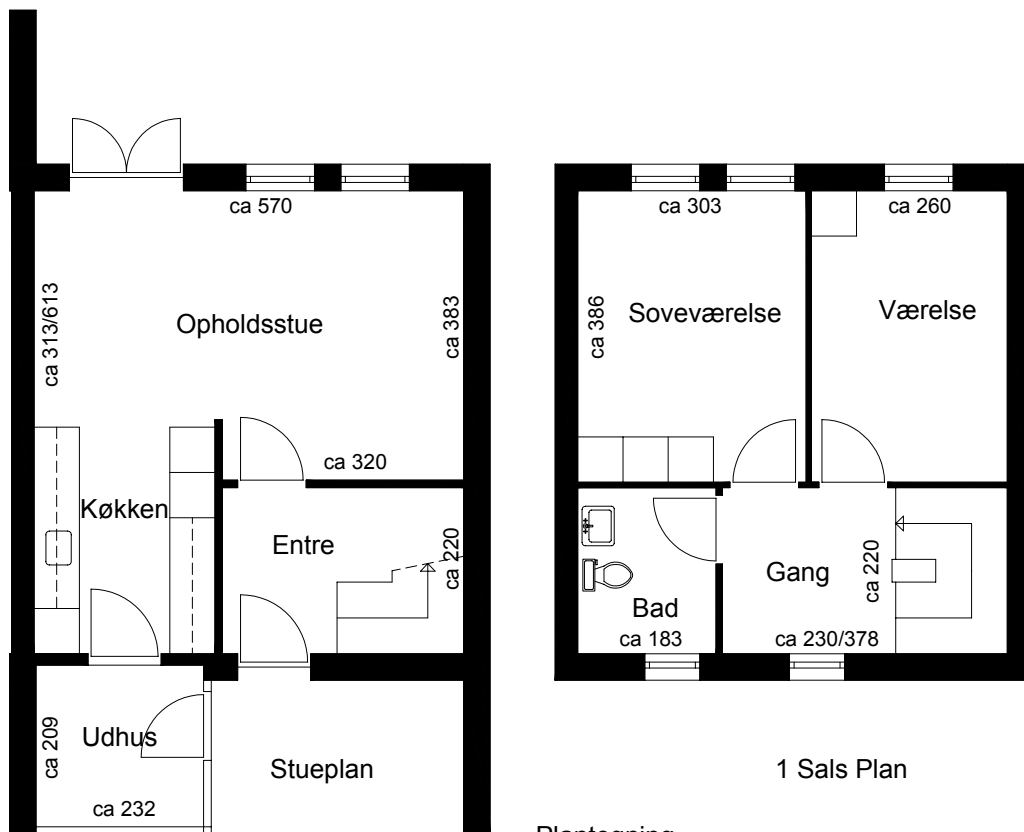 ca 570
ca 313/613
Opholdsstue
ca 383
ca 320
Køkken
Entre
ca 220
Udhus
ca 209
ca 232
Stueplan
ca 303
ca 260
ca 386
Soveværelse
Værelse
Bad
ca 183
Gang
ca 220
ca 230/378
1 Sals Plan
Plantegning